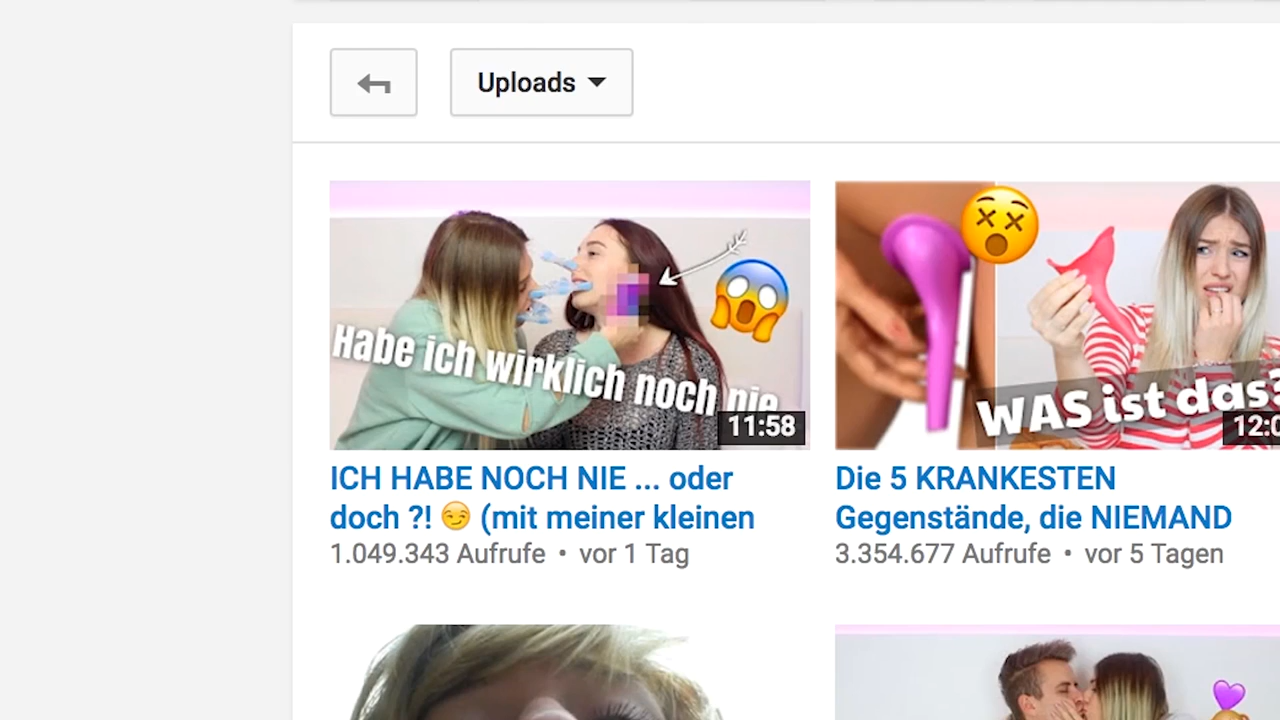 Uploads
Habe ich wirklich noch nie
11:58
WAS ist das?
ICH HABE NOCH NIE ... oder
doch ?! 😏 (mit meiner kleinen
1.049.343 Aufrufe • vor 1 Tag
Die 5 KRANKESTEN
Gegenstände, die NIEMAND
3.354.677 Aufrufe • vor 5 Tagen